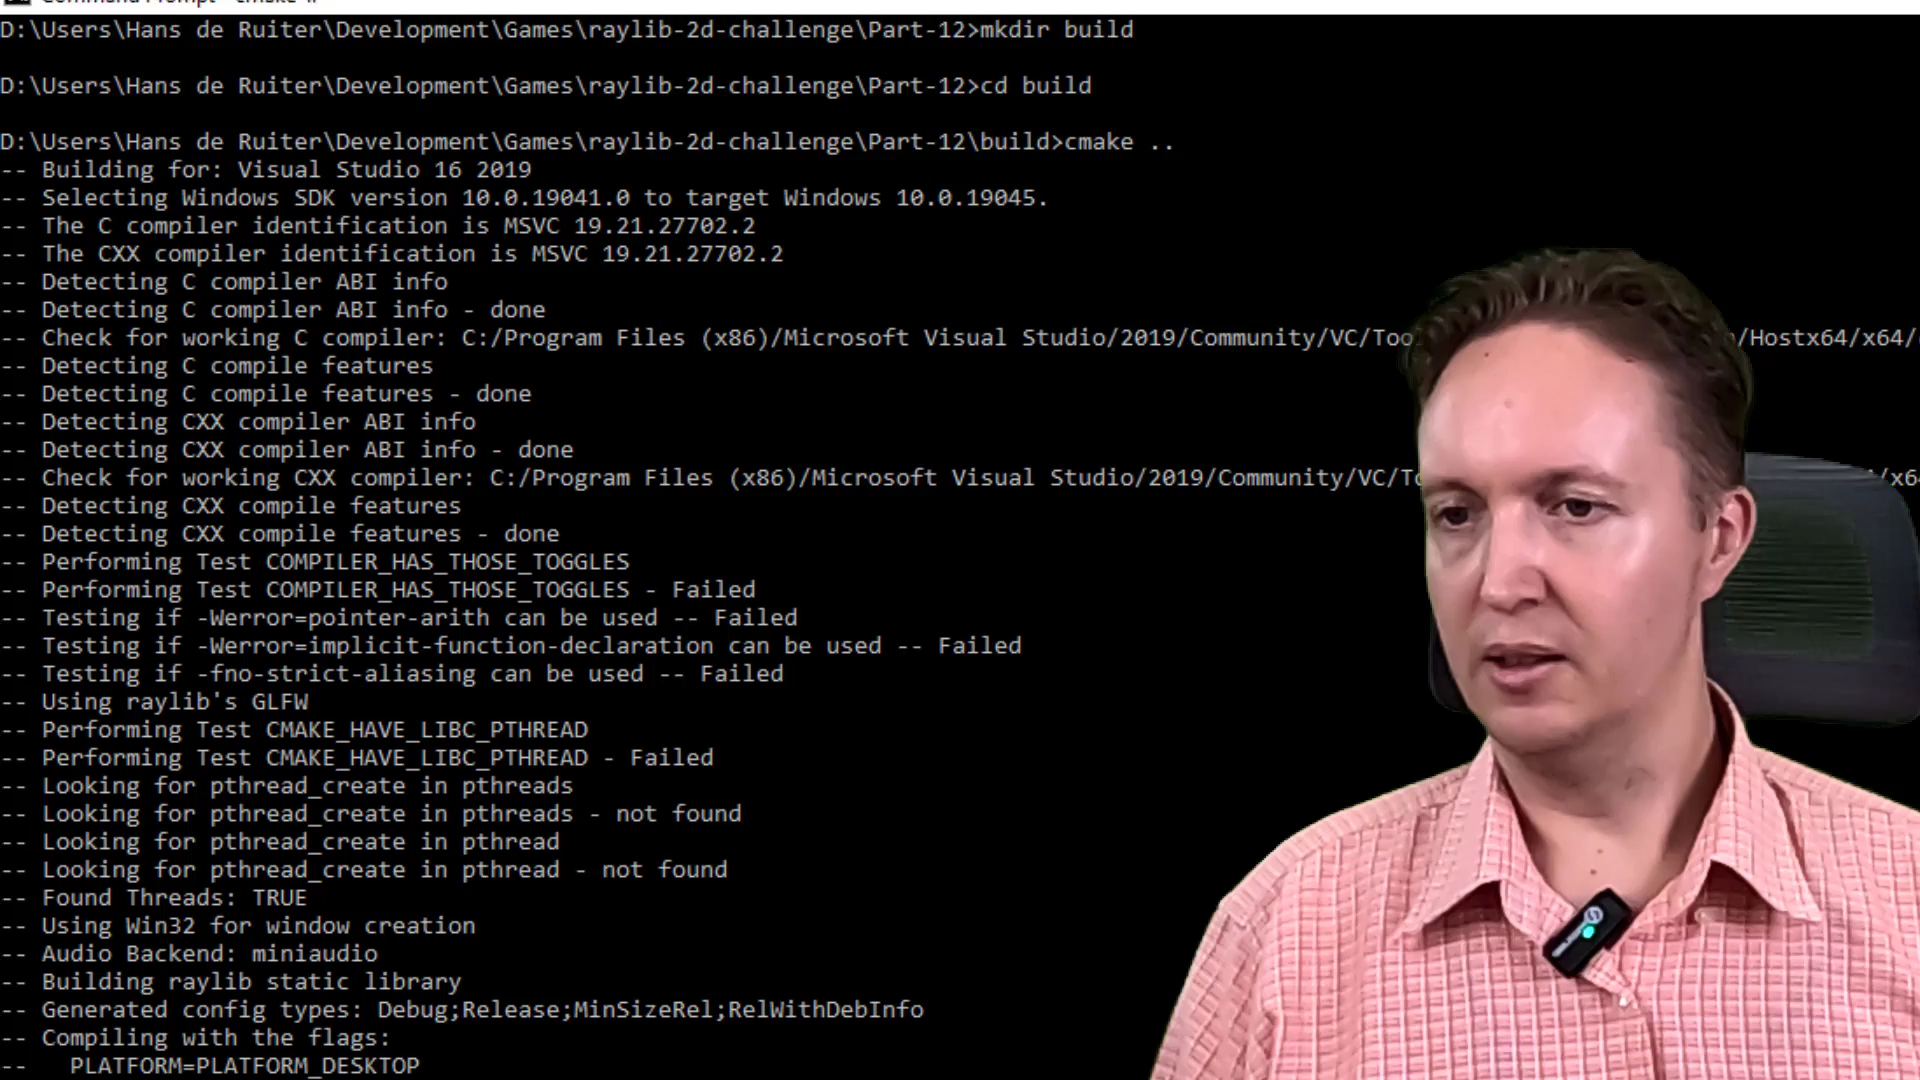 D:\Users\Hans de Ruiter\Development\Games\raylib-2d-challenge\Part-12>mkdir build
D:\Users\Hans de Ruiter\Development\Games\raylib-2d-challenge\Part-12>cd build
D:\Users\Hans de Ruiter\Development\Games\raylib-2d-challenge\Part-12\build>cmake ..
-- Building for: Visual Studio 16 2019
-- Selecting Windows SDK version 10.0.19041.0 to target Windows 10.0.19045.
-- The C compiler identification is MSVC 19.21.27702.2
-- The CXX compiler identification is MSVC 19.21.27702.2
-- Detecting C compiler ABI info
-- Detecting C compiler ABI info - done
-- Check for working C compiler: C:/Program Files (x86)/Microsoft Visual Studio/2019/Community/VC/Too /Hostx64/x64/
-- Detecting C compile features
-- Detecting C compile features - done
-- Detecting CXX compiler ABI info
-- Detecting CXX compiler ABI info - done
-- Check for working CXX compiler: C:/Program Files (x86)/Microsoft Visual Studio/2019/Community/VC/T /x6
-- Detecting CXX compile features
-- Detecting CXX compile features - done
-- Performing Test COMPILER_HAS_THOSE_TOGGLES
-- Performing Test COMPILER_HAS_THOSE_TOGGLES - Failed
-- Testing if -Werror=pointer-arith can be used -- Failed
-- Testing if -Werror=implicit-function-declaration can be used -- Failed
-- Testing if -fno-strict-aliasing can be used -- Failed
-- Using raylib's GLFW
-- Performing Test CMAKE_HAVE_LIBC_PTHREAD
-- Performing Test CMAKE_HAVE_LIBC_PTHREAD - Failed
-- Looking for pthread_create in pthreads
-- Looking for pthread_create in pthreads - not found
-- Looking for pthread_create in pthread
-- Looking for pthread_create in pthread - not found
-- Found Threads: TRUE
-- Using Win32 for window creation
-- Audio Backend: miniaudio
-- Building raylib static library
-- Generated config types: Debug;Release;MinSizeRel;RelWithDebInfo
-- Compiling with the flags:
--   PLATFORM=PLATFORM_DESKTOP